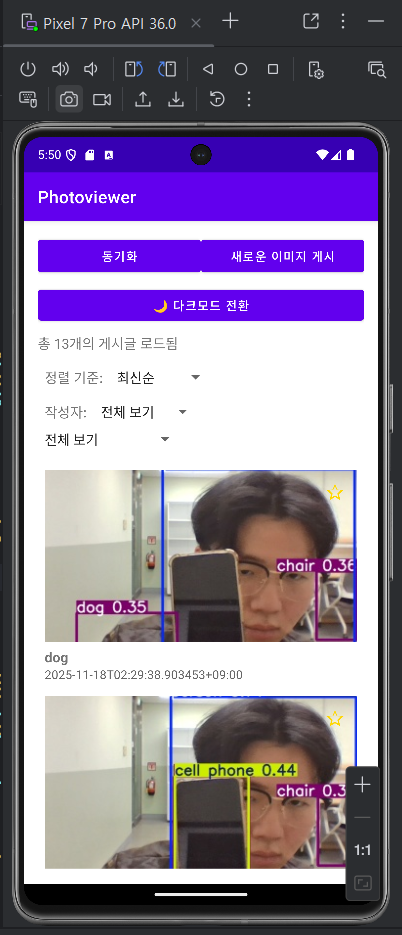 Pixel 7 Pro API 36.0
5:50
Photoviewer
동기화
새로운 이미지 게시
🌙 다크모드 전환
총 13개의 게시글 로드됨
정렬 기준: 최신순
작성자: 전체 보기
전체 보기
chair 0.36
dog 0.35
dog
2025-11-18T02:29:38.903453+09:00
cell phone 0.44
chair 0.3
1:1